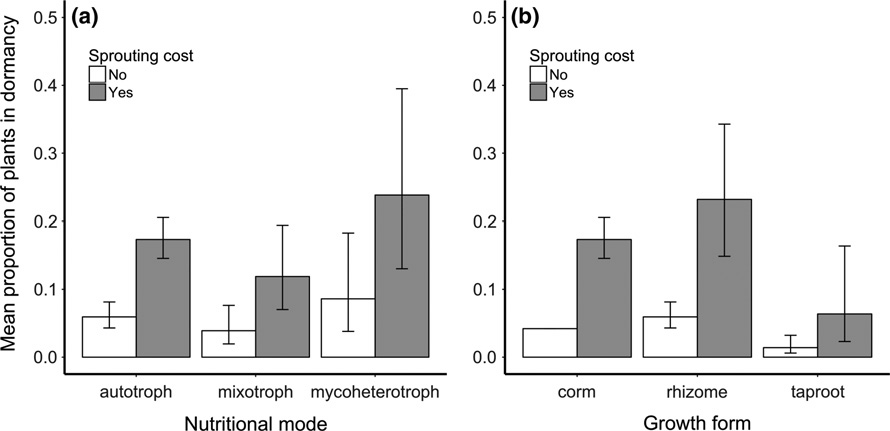 Mean proportion of plants in dormancy
(a)
Sprouting cost
No
Yes
0.5
0.4
0.3
0.2
0.1
0.0
autotroph mixotroph mycoheterotroph
Nutritional mode
(b)
Sprouting cost
No
Yes
0.5
0.4
0.3
0.2
0.1
0.0
corm rhizome taproot
Growth form